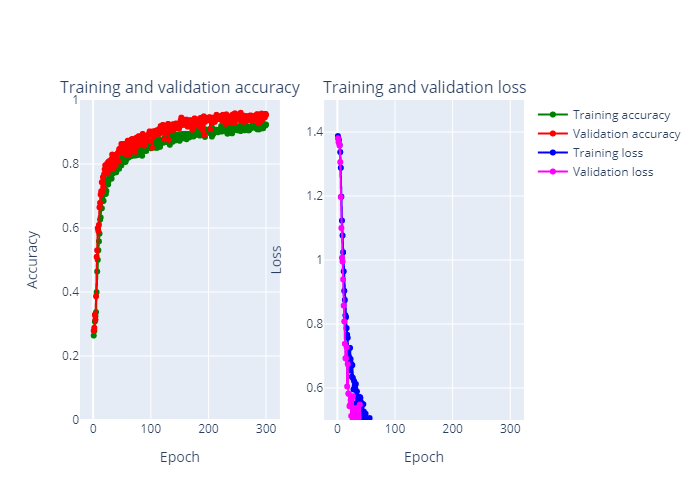 Training and validation accuracy
Training and validation loss
Training accuracy
Validation accuracy
Training loss
Validation loss
1
0.8
0.6
0.4
0.2
0
Accuracy
0 100 200 300
Epoch
1.4
1.2
1
0.8
0.6
Loss
0 100 200 300
Epoch